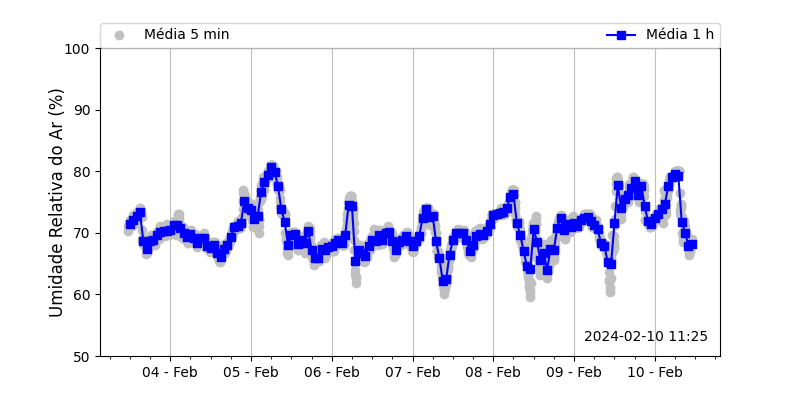 Média 5 min
Média 1 h
Umidade Relativa do Ar (%)
100
90
80
70
60
50
2024-02-10 11:25
04 - Feb
05 - Feb
06 - Feb
07 - Feb
08 - Feb
09 - Feb
10 - Feb